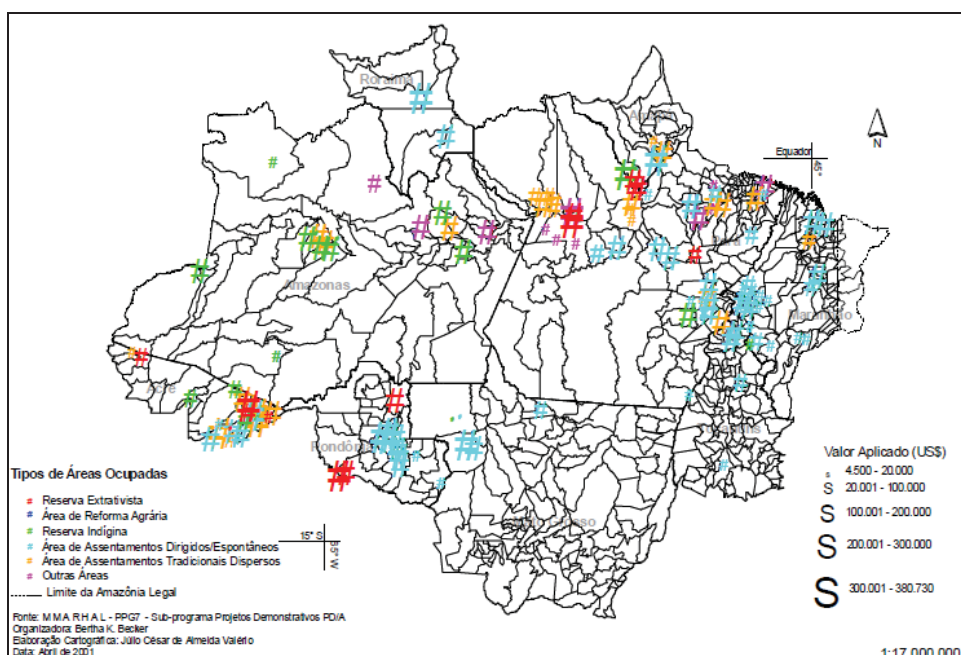 Roraima
Amapá
Equador
45°
N
Pará
Amazonas
Maranhão
Acre
Tocantins
Rondônia
Mato Grosso
15° S
55° W
Tipos de Áreas Ocupadas
# Reserva Extrativista
# Área de Reforma Agrária
# Reserva Indígina
# Área de Assentamentos Dirigidos/Espontâneos
# Área de Assentamentos Tradicionais Dispersos
# Outras Áreas
Limite da Amazônia Legal
Valor Aplicado (US$)
s 4.500 - 20.000
S 20.001 - 100.000
S 100.001 - 200.000
S 200.001 - 300.000
S 300.001 - 380.730
Fonte: M M A R H A L - PPG7 - Sub-programa Projetos Demonstrativos PD/A
Organizadora: Bertha K. Becker
Elaboração Cartográfica: Júlio César de Almeida Valério
Data: Abril de 2001
1:17.000.000